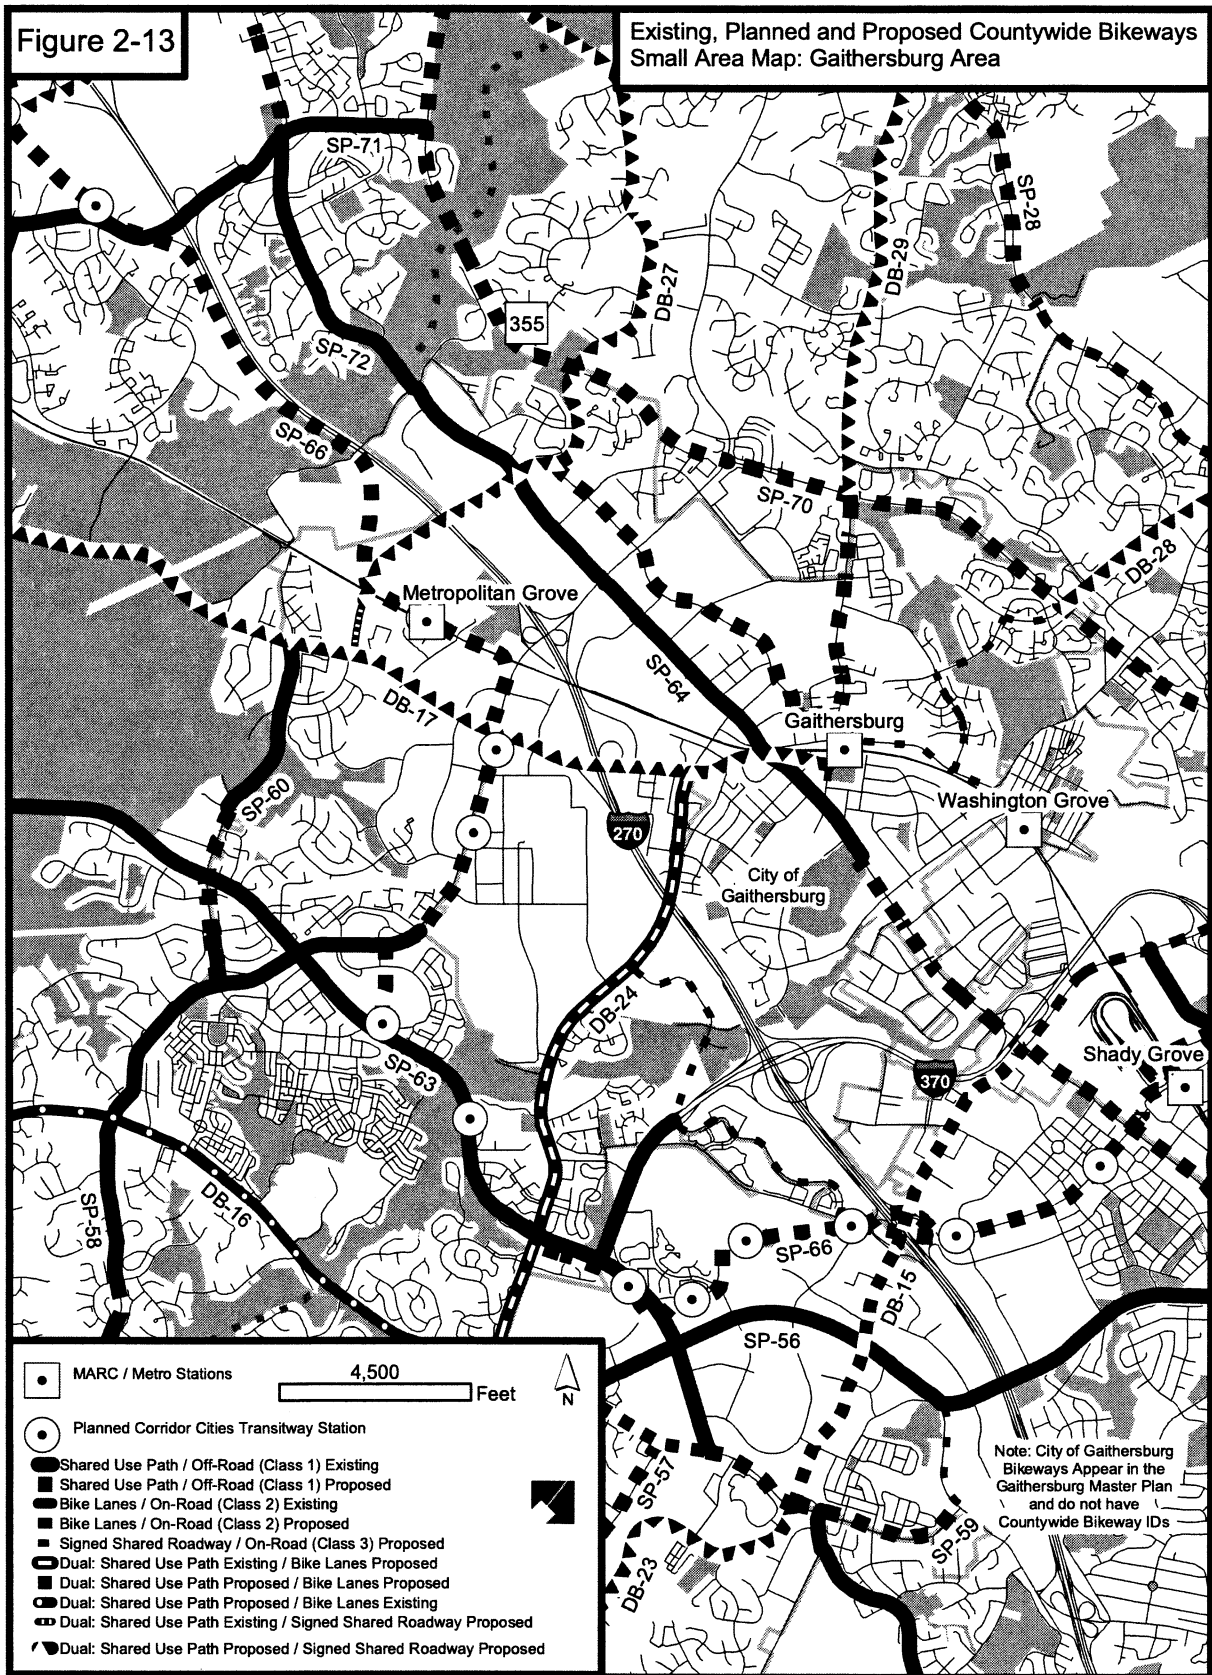 Figure 2-13
Existing, Planned and Proposed Countywide Bikeways
Small Area Map: Gaithersburg Area
SP-71
SP-28
DB-29
DB-27
355
SP-72
SP-66
SP-70
DB-28
Metropolitan Grove
SP-64
DB-17
Gaithersburg
SP-60
Washington Grove
270
City of
Gaithersburg
DB-24
Shady Grove
SP-63
370
DB-16
SP-58
SP-66
DB-15
SP-56
MARC / Metro Stations
4,500
Feet
N
Planned Corridor Cities Transitway Station
Shared Use Path / Off-Road (Class 1) Existing
Shared Use Path / Off-Road (Class 1) Proposed
Bike Lanes / On-Road (Class 2) Existing
Bike Lanes / On-Road (Class 2) Proposed
Signed Shared Roadway / On-Road (Class 3) Proposed
Dual: Shared Use Path Existing / Bike Lanes Proposed
Dual: Shared Use Path Proposed / Bike Lanes Proposed
Dual: Shared Use Path Proposed / Bike Lanes Existing
Dual: Shared Use Path Existing / Signed Shared Roadway Proposed
Dual: Shared Use Path Proposed / Signed Shared Roadway Proposed
SP-57
DB-23
SP-59
Note: City of Gaithersburg
Bikeways Appear in the
Gaithersburg Master Plan
and do not have
Countywide Bikeway IDs